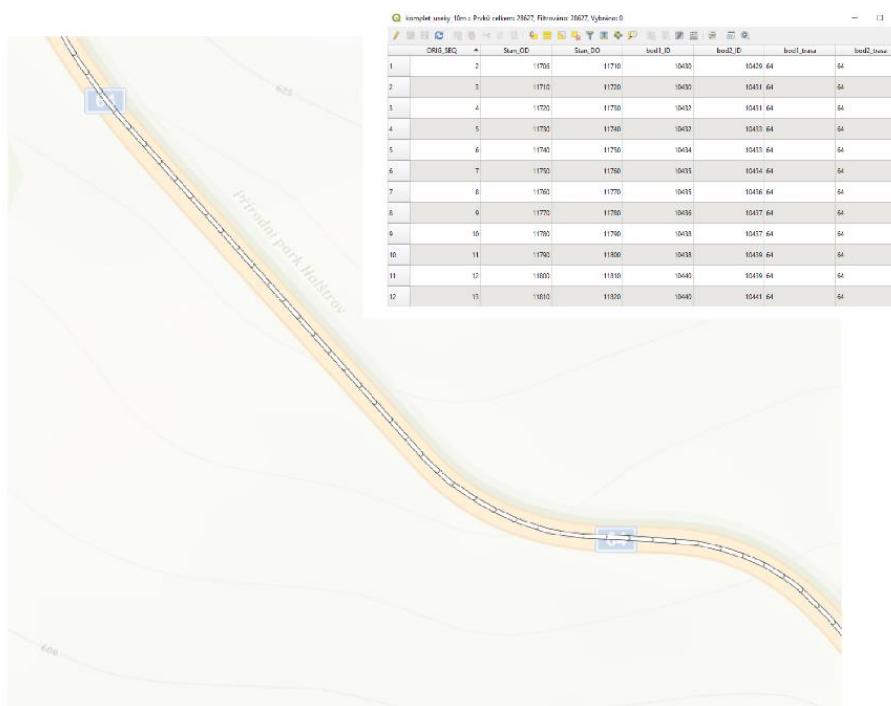 komplet_useky_10m :: Prvků celkem: 28627, Filtrováno: 28627, Vybráno: 0
ORIG_SEQ Stan_OD Stan_DO bod1_ID bod2_ID bod1_trasa bod2_trasa
1 2 11706 11710 10430 10429 64 64
2 3 11710 11720 10430 10431 64 64
3 4 11720 11730 10432 10431 64 64
4 5 11730 11740 10432 10433 64 64
5 6 11740 11750 10434 10433 64 64
6 7 11750 11760 10435 10434 64 64
7 8 11760 11770 10435 10436 64 64
8 9 11770 11780 10436 10437 64 64
9 10 11780 11790 10438 10437 64 64
10 11 11790 11800 10438 10439 64 64
11 12 11800 11810 10440 10439 64 64
12 13 11810 11820 10440 10441 64 64
625
64
Přírodní park Halštrov
64
600